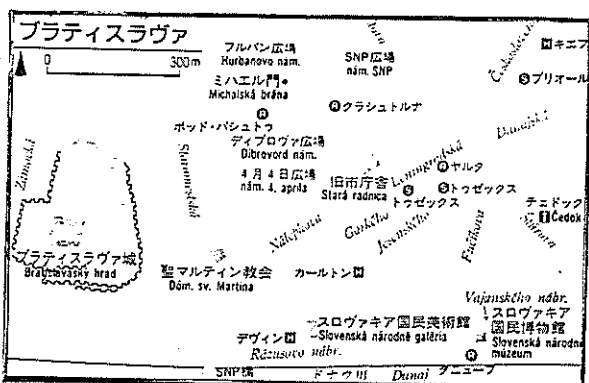 ブラティスラヴァ
0 300m
フルバン広場
Hurbanovo nám.
SNP広場
nám. SNP
H キエフ
S プリオール
ミハエル門
Michalská brána
R
R クラシュトルナ
ポッド・バシュトゥ
ディブロヴァ広場
Dibrovovd nám.
4月4日広場
nám. 4. apríla
旧市庁舎
Stará radnica
Leningradská
Dunajská
R ヤルタ
S
トゥゼックス
S トゥゼックス
チェドック
i Čedok
Zámocká
Staromestská
Nálepkova
Gorkého
Jesenského
Fučíkova
ブラティスラヴァ城
Bratislavský hrad
聖マルティン教会
Dóm. sv. Martina
カールトン H
Vajanského nábr.
スロヴァキア
国民博物館
Slovenská národné
múzeum
R
スロヴァキア国民美術館
Slovenská národné galéria
デヴィン H
Rázusovo nábr.
SNP橋
ドナウ川 Dunaj
ダニューブ